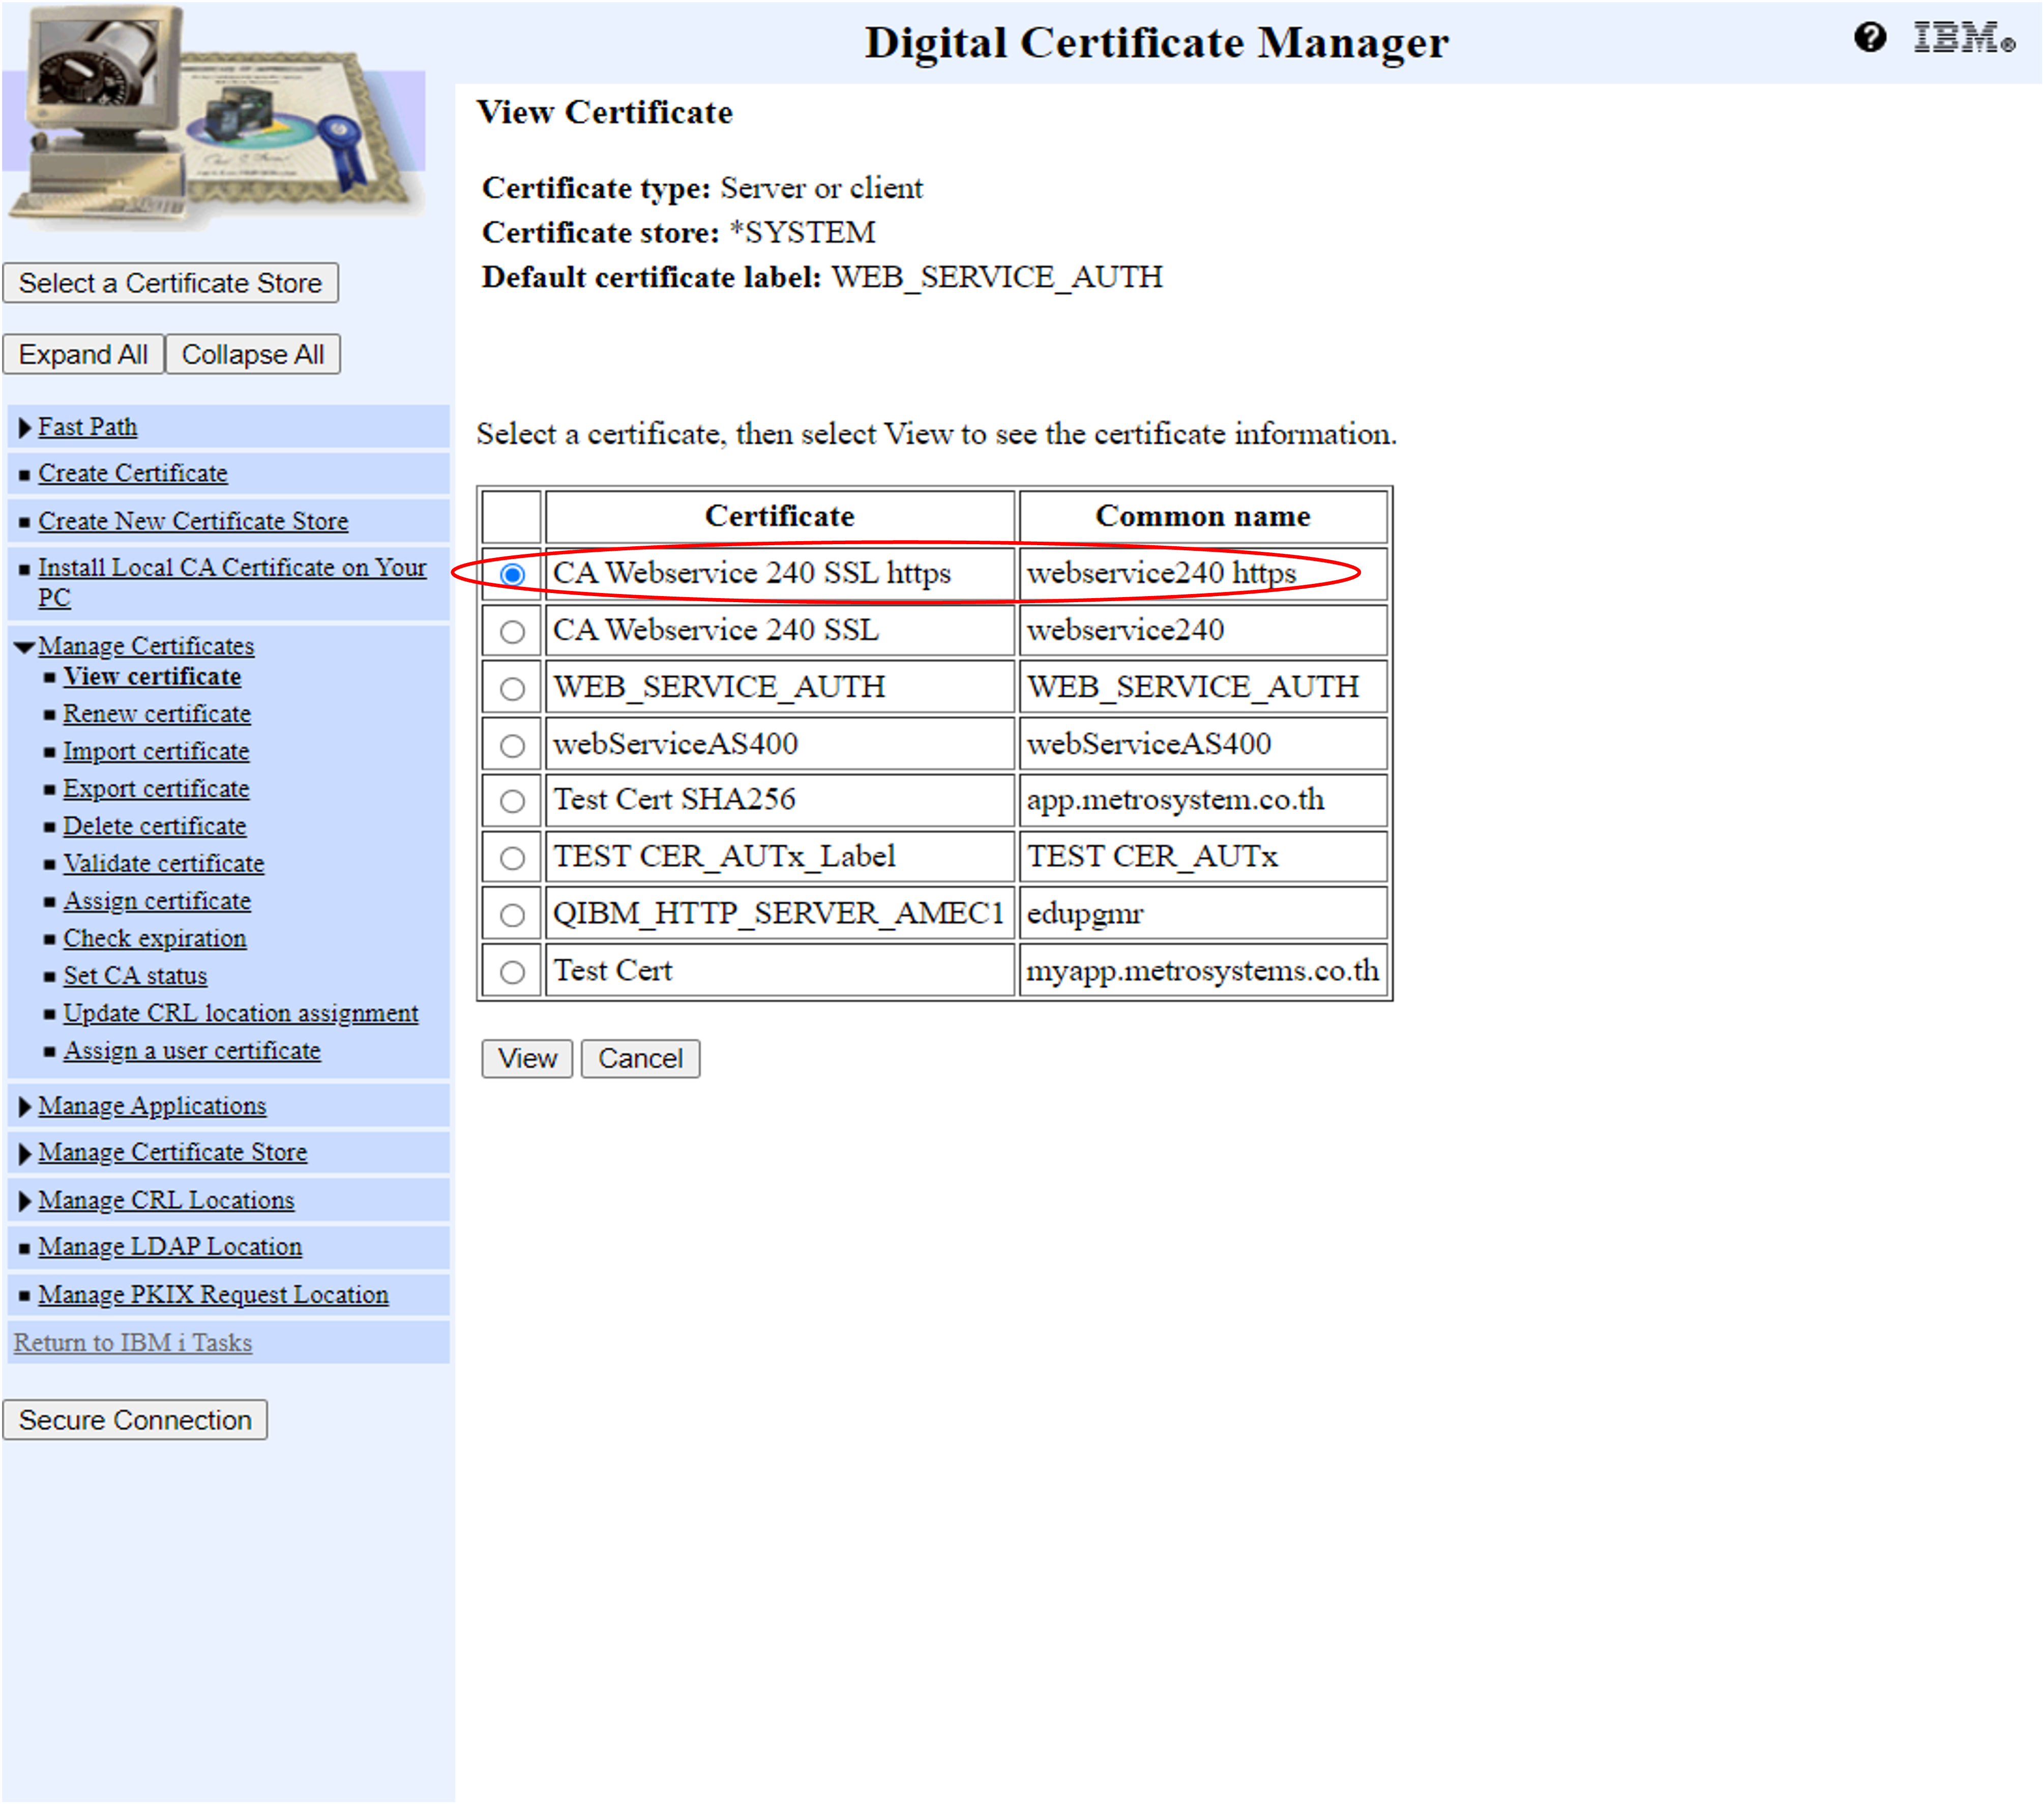 Digital Certificate Manager
IBM®
Select a Certificate Store
Expand All Collapse All
Fast Path
Create Certificate
Create New Certificate Store
Install Local CA Certificate on Your
PC
Manage Certificates
View certificate
Renew certificate
Import certificate
Export certificate
Delete certificate
Validate certificate
Assign certificate
Check expiration
Set CA status
Update CRL location assignment
Assign a user certificate
Manage Applications
Manage Certificate Store
Manage CRL Locations
Manage LDAP Location
Manage PKIX Request Location
Return to IBM i Tasks
Secure Connection
View Certificate
Certificate type: Server or client
Certificate store: *SYSTEM
Default certificate label: WEB_SERVICE_AUTH
Select a certificate, then select View to see the certificate information.
Certificate Common name
CA Webservice 240 SSL https webservice240 https
CA Webservice 240 SSL webservice240
WEB_SERVICE_AUTH WEB_SERVICE_AUTH
webServiceAS400 webServiceAS400
Test Cert SHA256 app.metrosystem.co.th
TEST CER_AUTx_Label TEST CER_AUTx
QIBM_HTTP_SERVER_AMEC1 edupgmr
Test Cert myapp.metrosystems.co.th
View Cancel